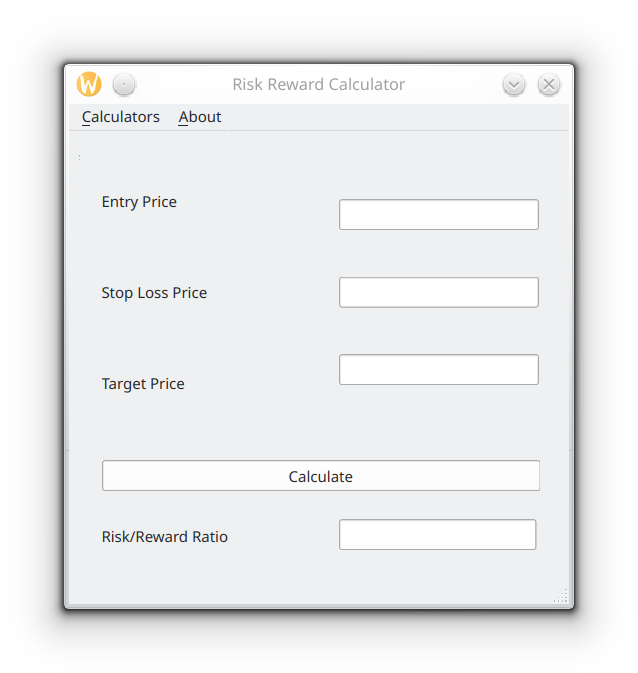 Risk Reward Calculator
Calculators About
Entry Price
Stop Loss Price
Target Price
Calculate
Risk/Reward Ratio